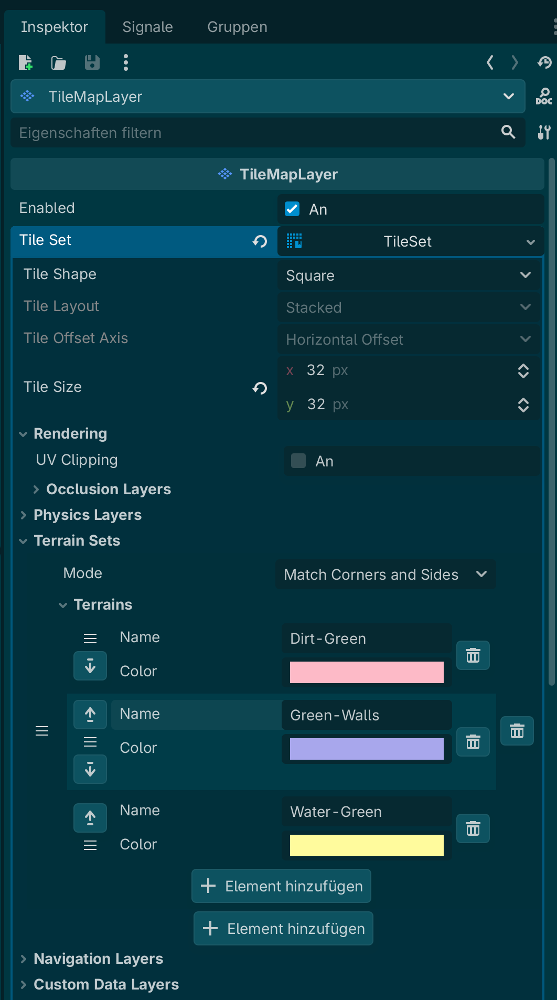 Inspektor Signale Gruppen
TileMapLayer
DOC
Eigenschaften filtern
TileMapLayer
Enabled An
Tile Set TileSet
Tile Shape Square
Tile Layout Stacked
Tile Offset Axis Horizontal Offset
x 32 px
Tile Size
y 32 px
Rendering
UV Clipping An
Occlusion Layers
Physics Layers
Terrain Sets
Mode Match Corners and Sides
Terrains
Name Dirt-Green
Color
Name Green-Walls
Color
Name Water-Green
Color
Element hinzufügen
Element hinzufügen
Navigation Layers
Custom Data Layers